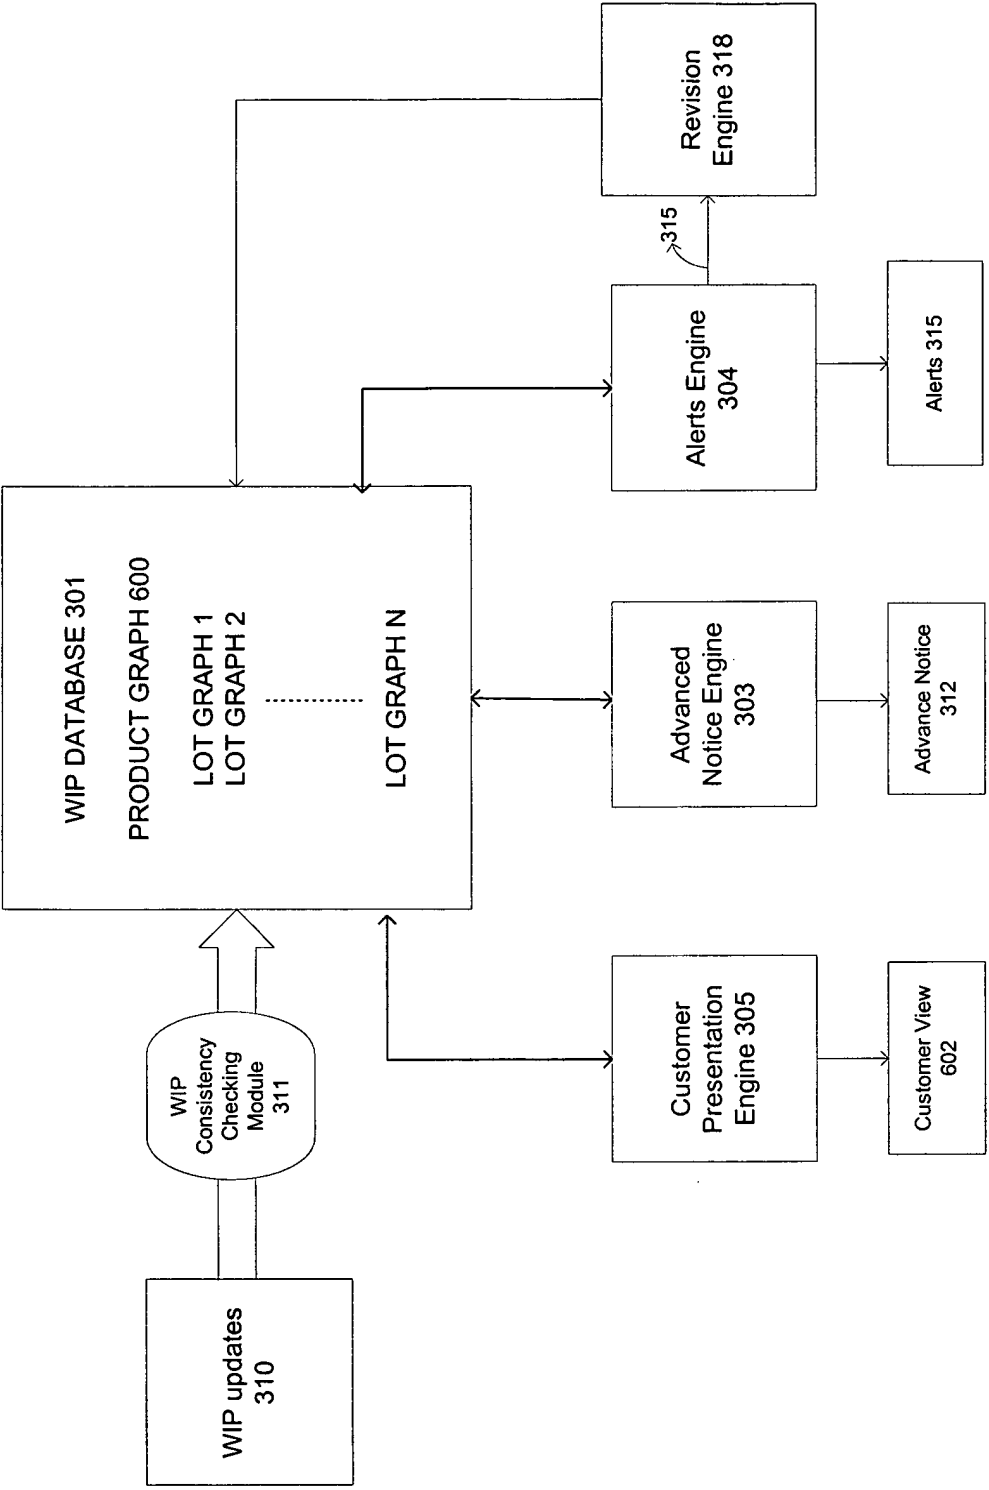 WIP updates
310
WIP
Consistency
Checking
Module
311
WIP DATABASE 301
PRODUCT GRAPH 600
LOT GRAPH 1
LOT GRAPH 2
LOT GRAPH N
Customer
Presentation
Engine 305
Advanced
Notice Engine
303
Alerts Engine
304
315
Revision
Engine 318
Customer View
602
Advance Notice
312
Alerts 315